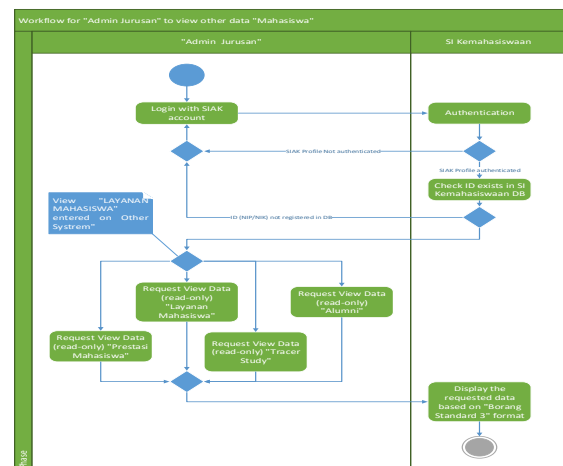 Workflow for "Admin Jurusan" to view other data "Mahasiswa"
"Admin Jurusan"
SI Kemahasiswaan
Login with SIAK
account
Authentication
SIAK Profile Not authenticated
SIAK Profile authenticated
Check ID exists in SI
Kemahasiswaan DB
View "LAYANAN
MAHASISWA"
entered on Other
Systrem"
ID (NIP/NIK) not registered in DB
Request View Data
(read-only)
"Layanan
Mahasiswa"
Request View Data
(read-only)
"Alumni"
Request View Data
(read-only) "Prestasi
Mahasiswa"
Request View Data
(read-only) "Tracer
Study"
Display the
requested data
based on "Borang
Standard 3" format
Phase